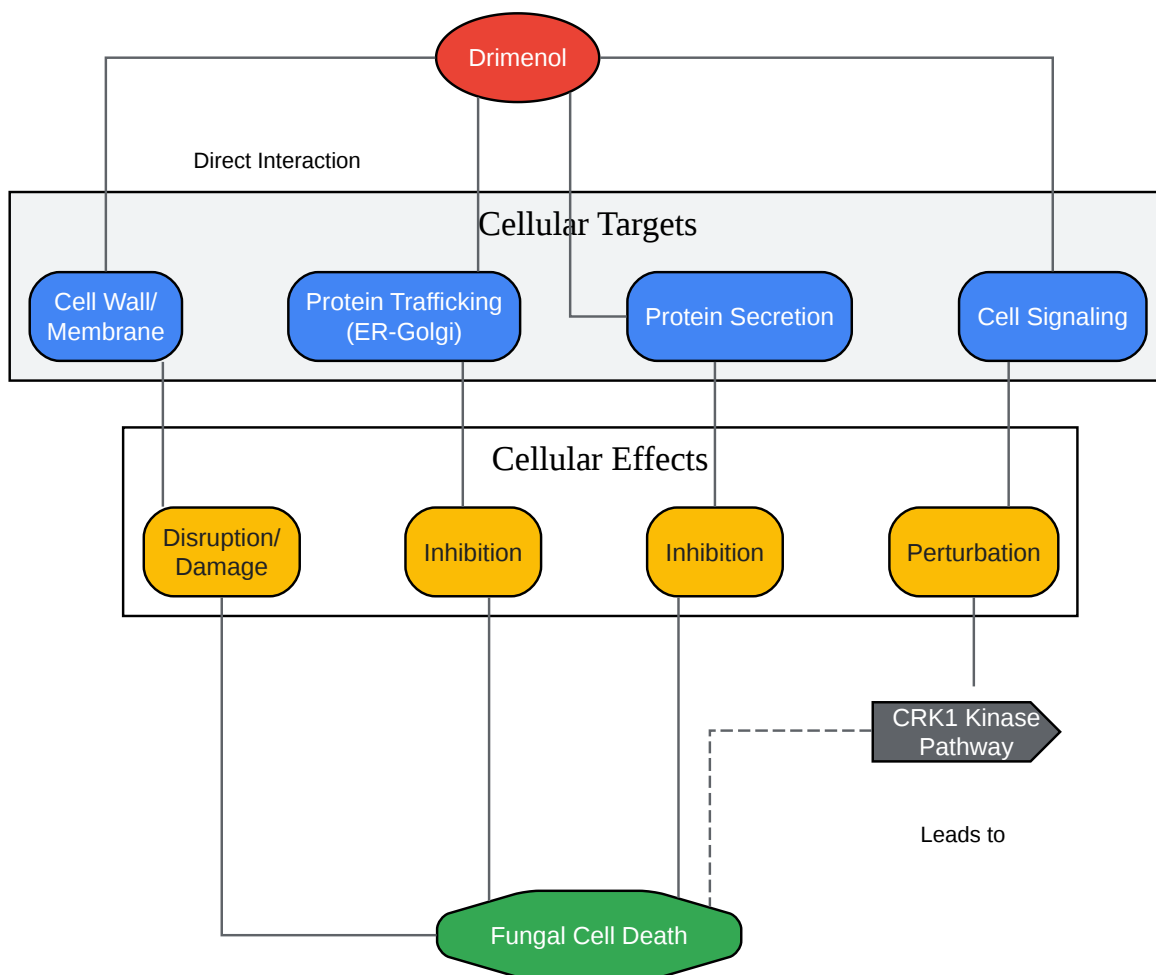 Drimenol
Direct Interaction
Cellular Targets
Cell Wall/
Membrane
Protein Trafficking
(ER-Golgi)
Protein Secretion
Cell Signaling
Cellular Effects
Disruption/
Damage
Inhibition
Inhibition
Perturbation
CRK1 Kinase
Pathway
Leads to
Fungal Cell Death